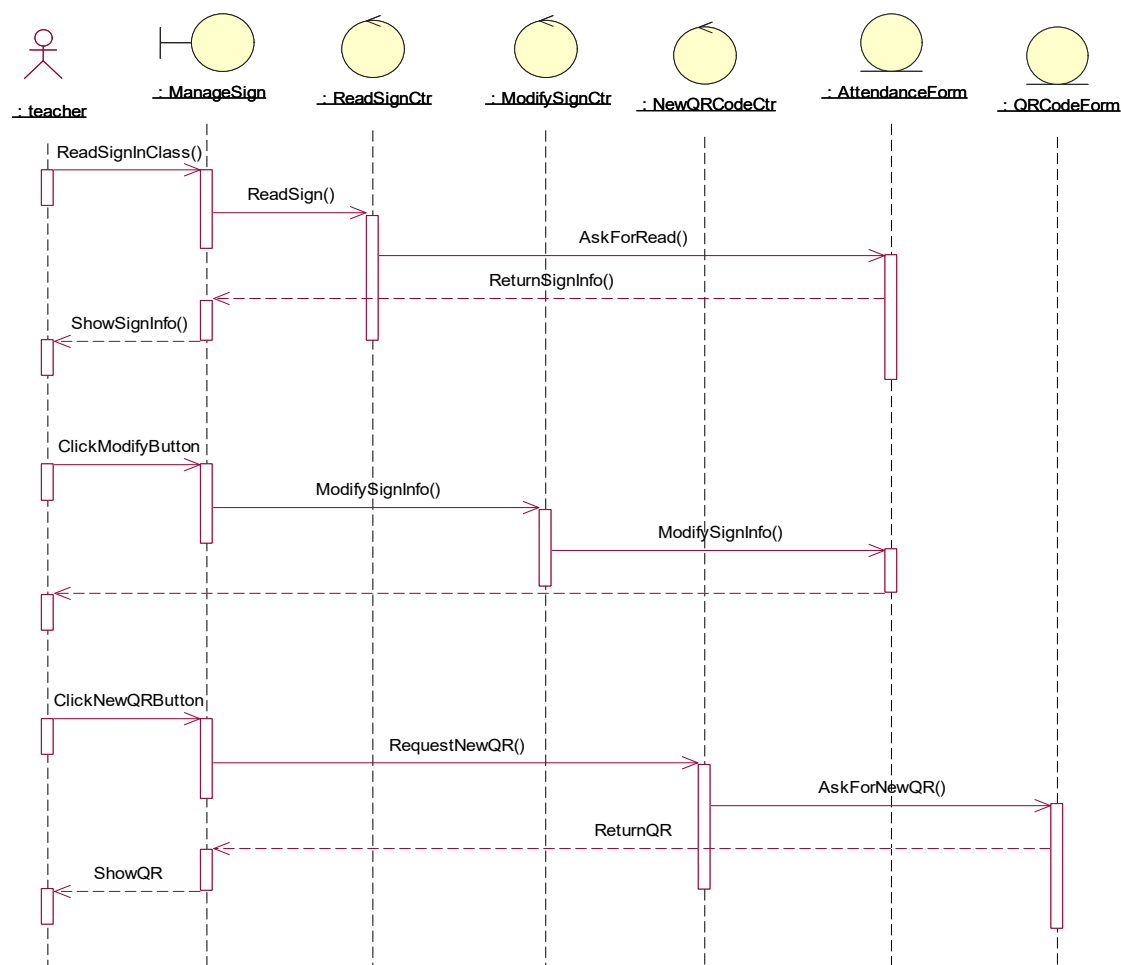 : teacher
: ManageSign
: ReadSignCtr
: ModifySignCtr
: NewQRCodeCtr
: AttendanceForm
: QRCodeForm
ReadSignInClass()
ReadSign()
AskForRead()
ReturnSignInfo()
ShowSignInfo()
ClickModifyButton
ModifySignInfo()
ModifySignInfo()
ClickNewQRButton
RequestNewQR()
AskForNewQR()
ReturnQR
ShowQR